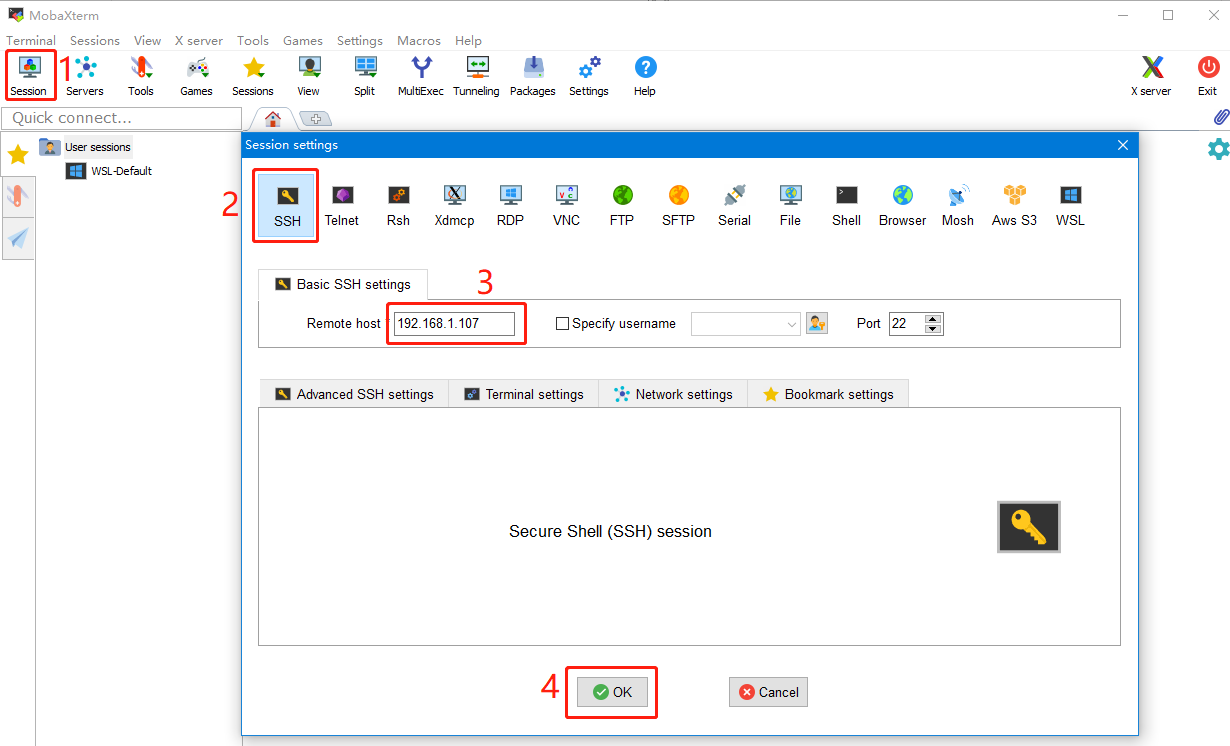 MobaXterm
Terminal Sessions View X server Tools Games Settings Macros Help
1
Session Servers Tools Games Sessions View Split MultiExec Tunneling Packages Settings Help X server Exit
Quick connect...
User sessions
WSL-Default
Session settings
2
SSH Telnet Rsh Xdmcp RDP VNC FTP SFTP Serial File Shell Browser Mosh Aws S3 WSL
Basic SSH settings
3
Remote host * 192.168.1.107 Specify username Port 22
Advanced SSH settings Terminal settings Network settings Bookmark settings
Secure Shell (SSH) session
4
OK Cancel